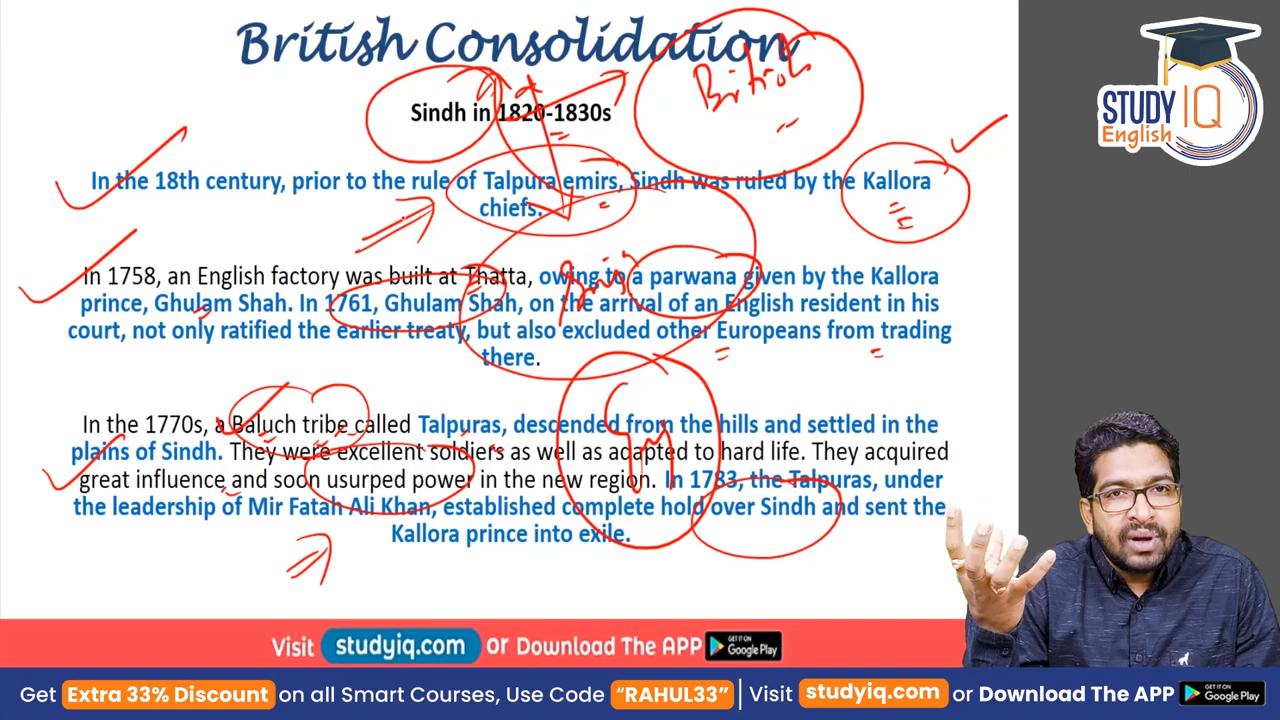 British Consolidation
STUDY IQ
English
British
Sindh in 1820-1830s
In the 18th century, prior to the rule of Talpura emirs, Sindh was ruled by the Kallora
chiefs.
In 1758, an English factory was built at Thatta, owing to a parwana given by the Kallora
prince, Ghulam Shah. In 1761, Ghulam Shah, on the arrival of an English resident in his
court, not only ratified the earlier treaty, but also excluded other Europeans from trading
there.
In the 1770s, a Baluch tribe called Talpuras, descended from the hills and settled in the
plains of Sindh. They were excellent soldiers as well as adapted to hard life. They acquired
great influence and soon usurped power in the new region. In 1783, the Talpuras, under
the leadership of Mir Fatah Ali Khan, established complete hold over Sindh and sent the
Kallora prince into exile.
Visit studyiq.com or Download The APP GET IT ON Google Play
Get Extra 33% Discount on all Smart Courses, Use Code “RAHUL33” | Visit studyiq.com or Download The APP GET IT ON Google Play